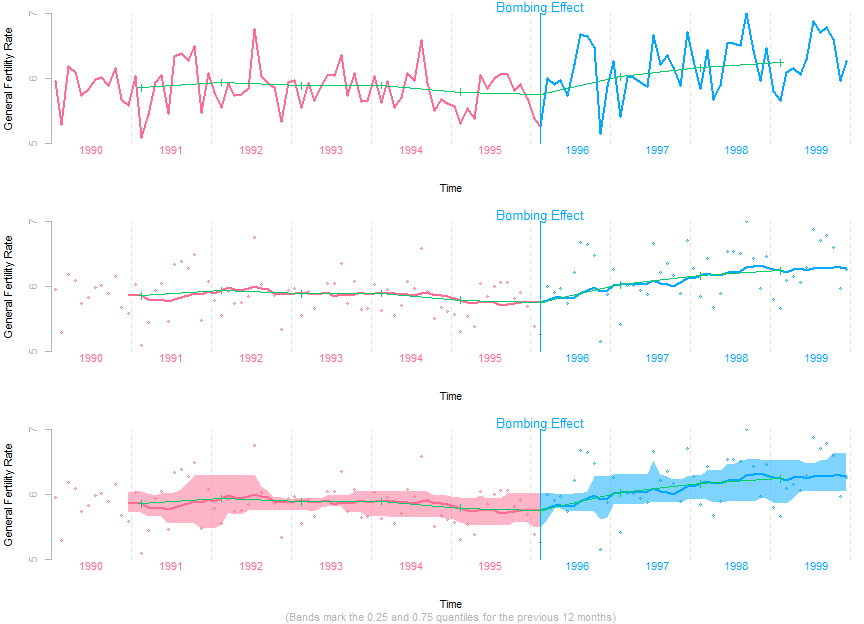 Bombing Effect
General Fertility Rate
7
6
5
1990 1991 1992 1993 1994 1995 1996 1997 1998 1999
Time
Bombing Effect
General Fertility Rate
7
6
5
1990 1991 1992 1993 1994 1995 1996 1997 1998 1999
Time
Bombing Effect
General Fertility Rate
7
6
5
1990 1991 1992 1993 1994 1995 1996 1997 1998 1999
Time
(Bands mark the 0.25 and 0.75 quantiles for the previous 12 months)